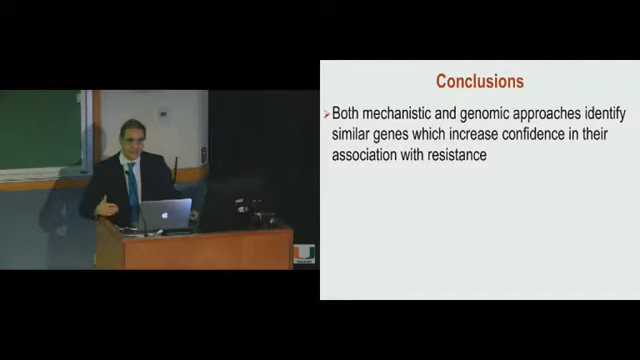 Conclusions
➢Both mechanistic and genomic approaches identify
similar genes which increase confidence in their
association with resistance